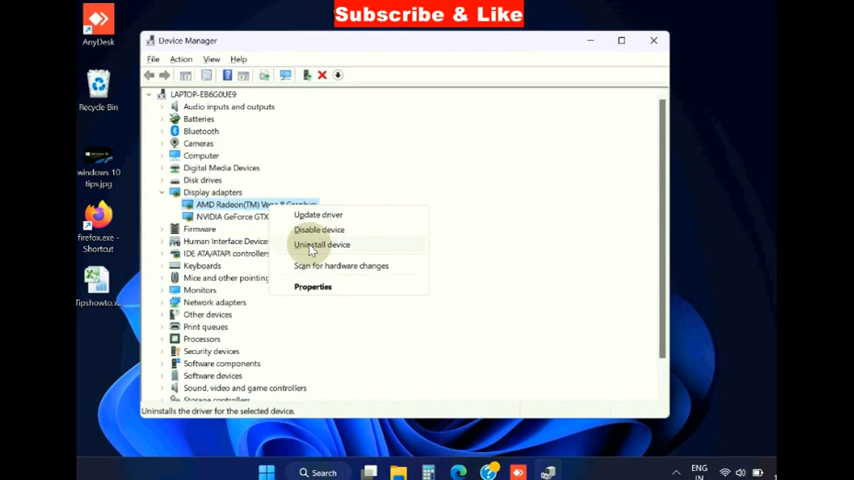 Subscribe & Like
AnyDesk
Recycle Bin
windows 10
tips.jpg
firefox.exe -
Shortcut
Tipshowto.xl
Device Manager
File
Action
View
Help
LAPTOP-EB6G0UE9
Audio inputs and outputs
Batteries
Bluetooth
Cameras
Computer
Digital Media Devices
Disk drives
Display adapters
AMD Radeon(TM) Vega 8 Graphics
NVIDIA GeForce GTX
Firmware
Human Interface Devices
IDE ATA/ATAPI controllers
Keyboards
Mice and other pointing
Monitors
Network adapters
Other devices
Print queues
Processors
Security devices
Software components
Software devices
Sound, video and game controllers
Storage controllers
Update driver
Disable device
Uninstall device
Scan for hardware changes
Properties
Uninstalls the driver for the selected device.
Search
ENG
IN